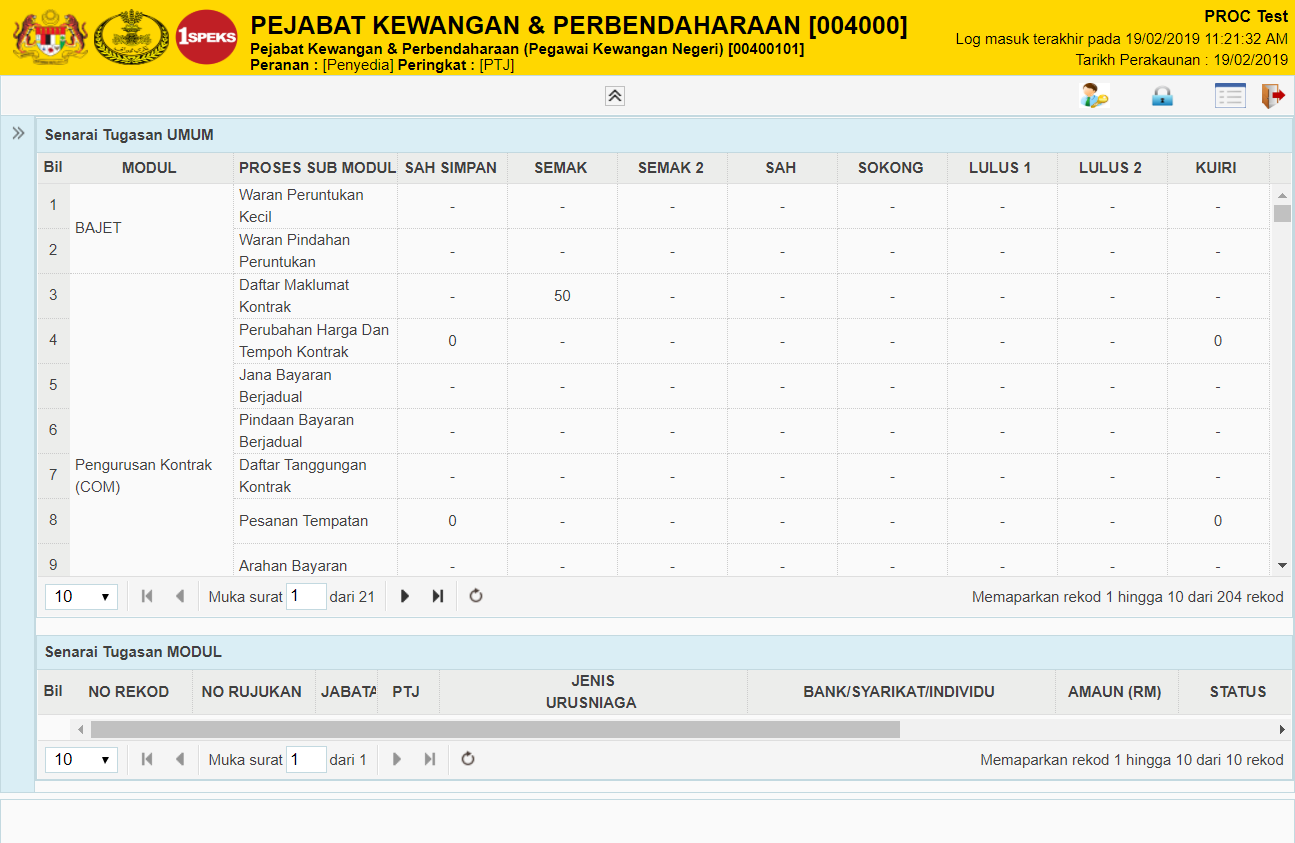 1SPEKS
PEJABAT KEWANGAN & PERBENDAHARAAN [004000]
Pejabat Kewangan & Perbendaharaan (Pegawai Kewangan Negeri) [00400101]
Peranan : [Penyedia] Peringkat : [PTJ]
PROC Test
Log masuk terakhir pada 19/02/2019 11:21:32 AM
Tarikh Perakaunan : 19/02/2019
Senarai Tugasan UMUM
Bil MODUL PROSES SUB MODUL SAH SIMPAN SEMAK SEMAK 2 SAH SOKONG LULUS 1 LULUS 2 KUIRI
BAJET
1 Waran Peruntukan Kecil - - - - - - - -
2 Waran Pindahan Peruntukan - - - - - - - -
Pengurusan Kontrak (COM)
3 Daftar Maklumat Kontrak - 50 - - - - - -
4 Perubahan Harga Dan Tempoh Kontrak 0 - - - - - - 0
5 Jana Bayaran Berjadual - - - - - - - -
6 Pindaan Bayaran Berjadual - - - - - - - -
7 Daftar Tanggungan Kontrak - - - - - - - -
8 Pesanan Tempatan 0 - - - - - - 0
9 Arahan Bayaran - - - - - - - -
10 Muka surat 1 dari 21 Memaparkan rekod 1 hingga 10 dari 204 rekod
Senarai Tugasan MODUL
Bil NO REKOD NO RUJUKAN JABATA PTJ JENIS URUSNIAGA BANK/SYARIKAT/INDIVIDU AMAUN (RM) STATUS
10 Muka surat 1 dari 1 Memaparkan rekod 1 hingga 10 dari 10 rekod